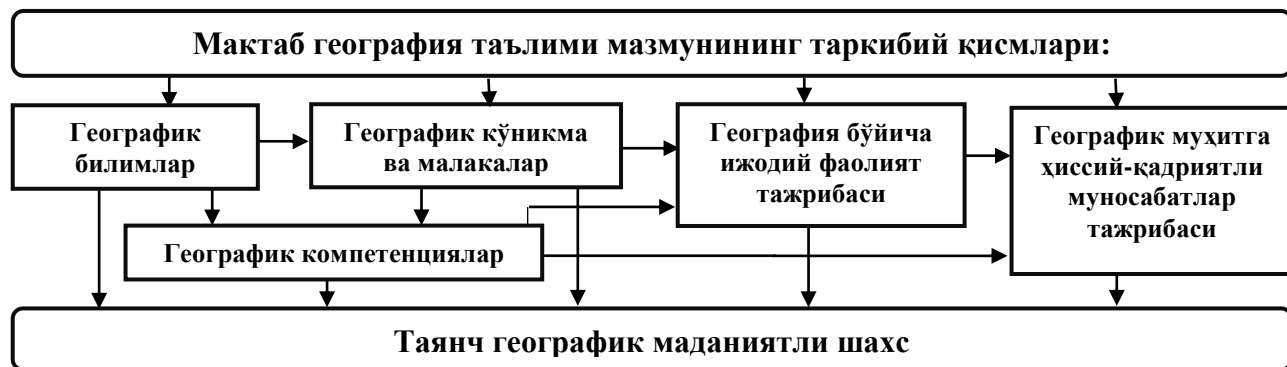 Мактаб география таълими мазмунининг таркибий қисмлари:
Географик
билимлар
Географик кўникма
ва малакалар
География бўйича
ижодий фаолият
тажрибаси
Географик муҳитга
ҳиссий-қадриятли
муносабатлар
тажрибаси
Географик компетенциялар
Таянч географик маданиятли шахс